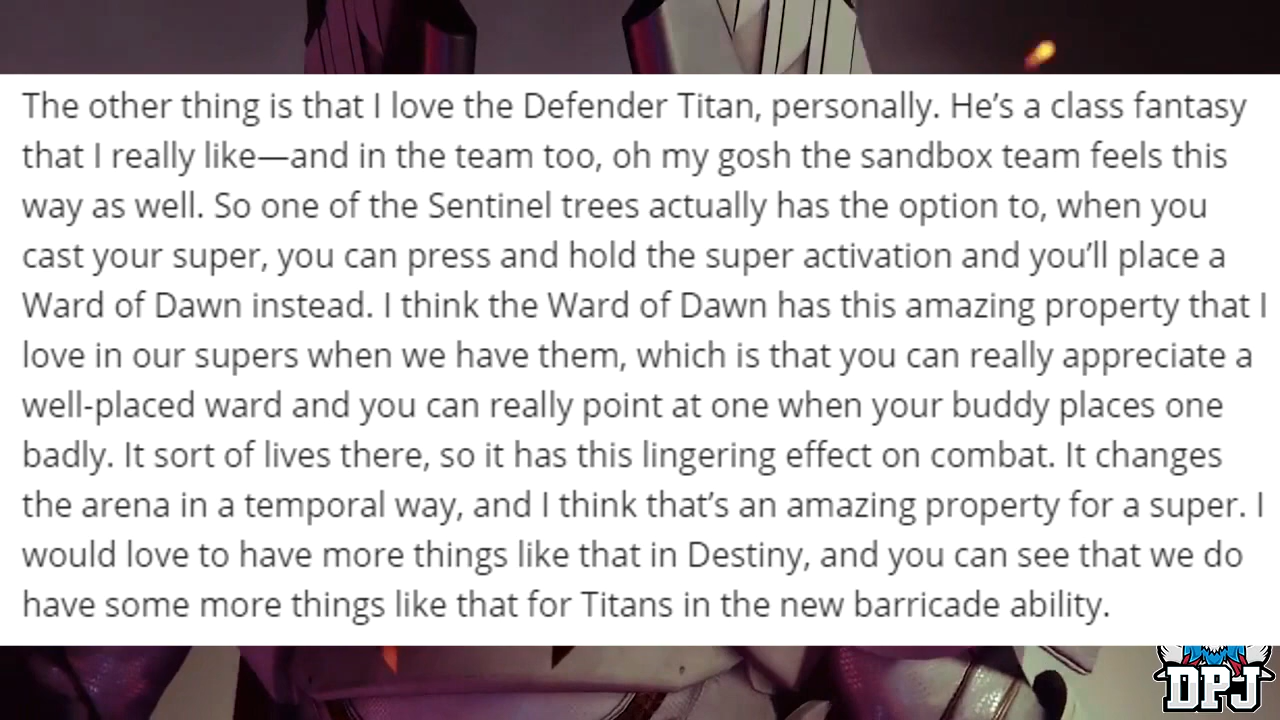 The other thing is that I love the Defender Titan, personally. He’s a class fantasy
that I really like—and in the team too, oh my gosh the sandbox team feels this
way as well. So one of the Sentinel trees actually has the option to, when you
cast your super, you can press and hold the super activation and you’ll place a
Ward of Dawn instead. I think the Ward of Dawn has this amazing property that I
love in our supers when we have them, which is that you can really appreciate a
well-placed ward and you can really point at one when your buddy places one
badly. It sort of lives there, so it has this lingering effect on combat. It changes
the arena in a temporal way, and I think that’s an amazing property for a super. I
would love to have more things like that in Destiny, and you can see that we do
have some more things like that for Titans in the new barricade ability.
DPJ